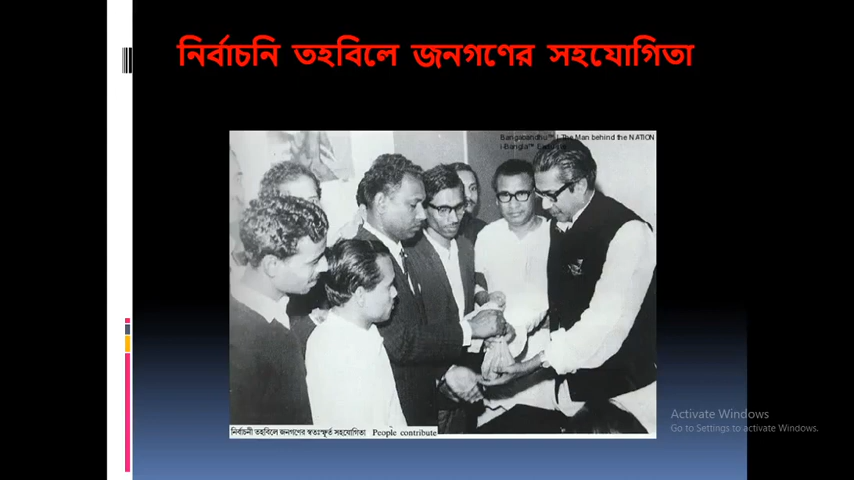 নির্বাচনি তহবিলে জনগণের সহযোগিতা
Bangabandhu™ | The Man behind the NATION
i-Bangla™
নির্বাচনী তহবিলে জনগণের স্বতঃস্ফূর্ত সহযোগিতা People contribute
Activate Windows
Go to Settings to activate Windows.